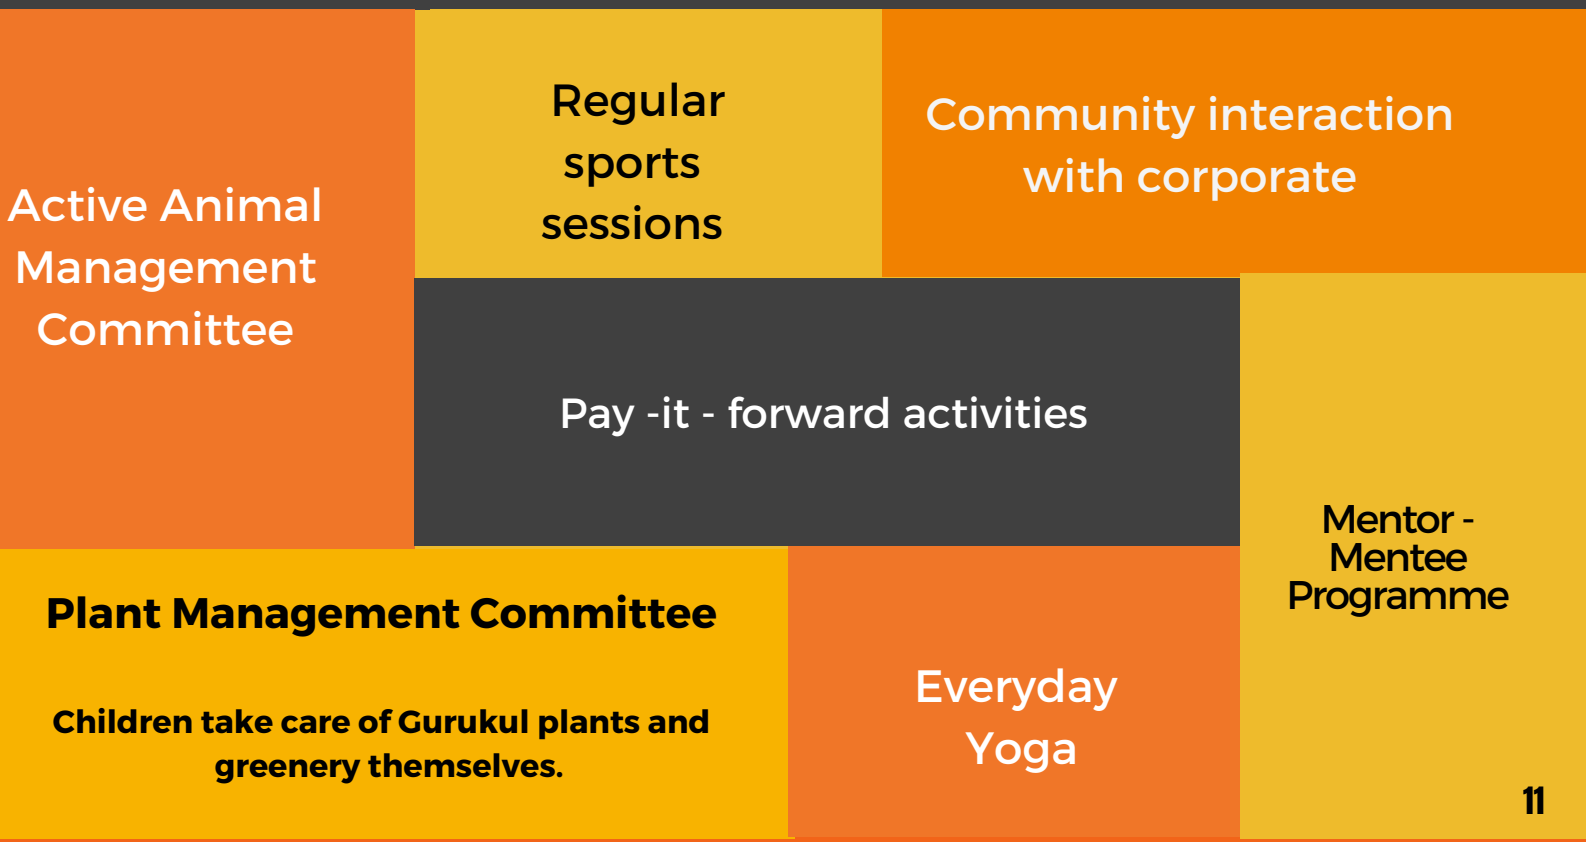 Active Animal
Management
Committee
Regular
sports
sessions
Community interaction
with corporate
Pay -it - forward activities
Mentor -
Mentee
Programme
Plant Management Committee
Children take care of Gurukul plants and
greenery themselves.
Everyday
Yoga
11